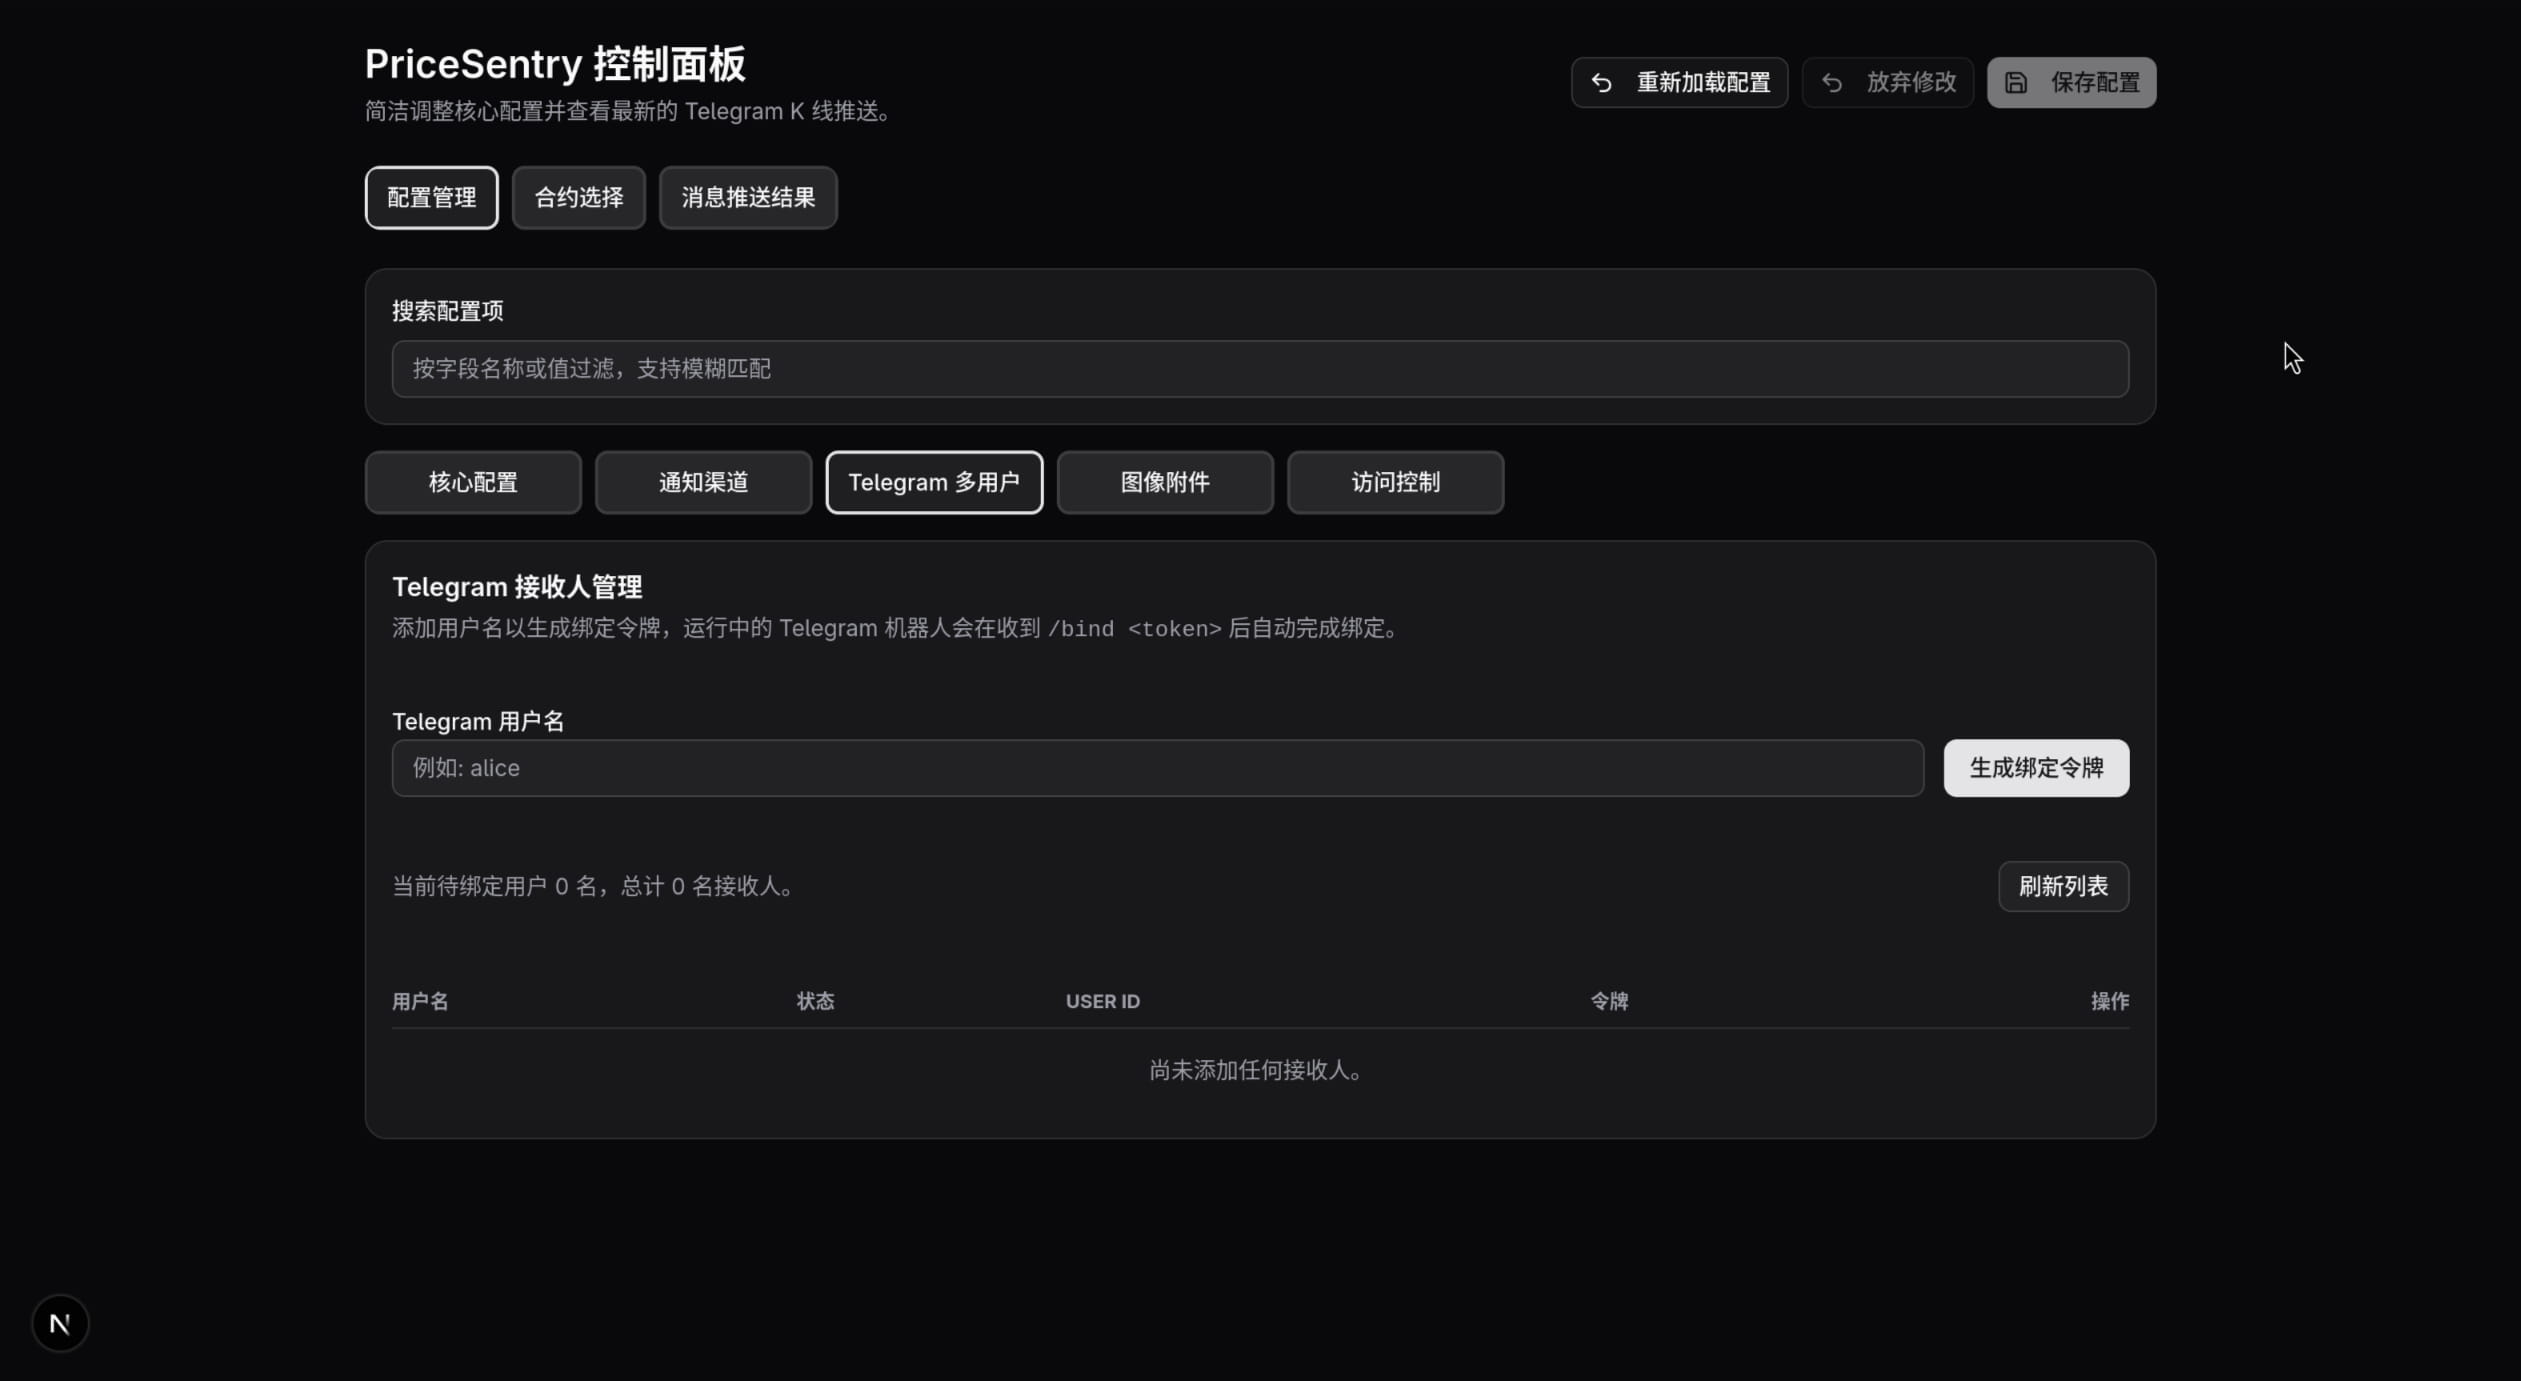 PriceSentry 控制面板
简洁调整核心配置并查看最新的 Telegram K 线推送。
重新加载配置
放弃修改
保存配置
配置管理
合约选择
消息推送结果
搜索配置项
按字段名称或值过滤，支持模糊匹配
核心配置
通知渠道
Telegram 多用户
图像附件
访问控制
Telegram 接收人管理
添加用户名以生成绑定令牌，运行中的 Telegram 机器人会在收到 /bind <token> 后自动完成绑定。
Telegram 用户名
例如: alice
生成绑定令牌
当前待绑定用户 0 名，总计 0 名接收人。
刷新列表
用户名 状态 USER ID 令牌 操作
尚未添加任何接收人。
N